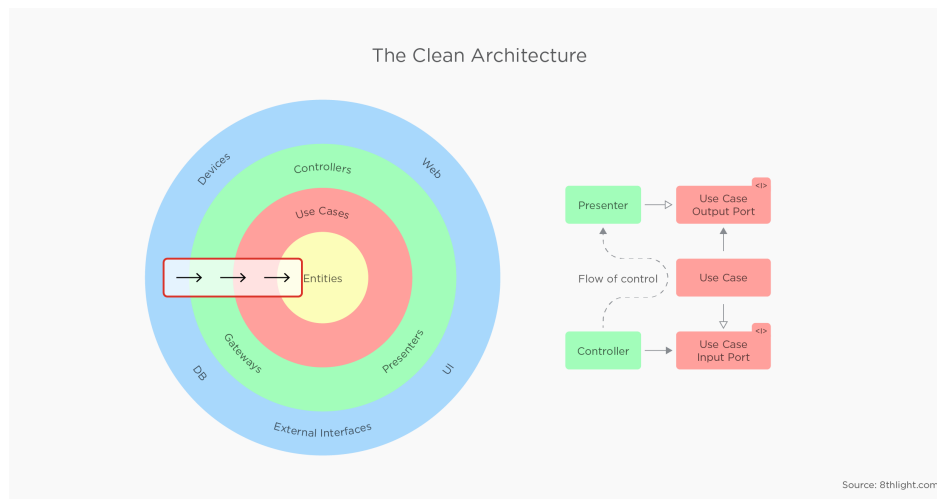 The Clean Architecture
Devices
Web
Controllers
Use Cases
Entities
Gateways
Presenters
DB
UI
External Interfaces
Presenter
<I>
Use Case
Output Port
Flow of control
Use Case
Controller
<I>
Use Case
Input Port
Source: 8thlight.com